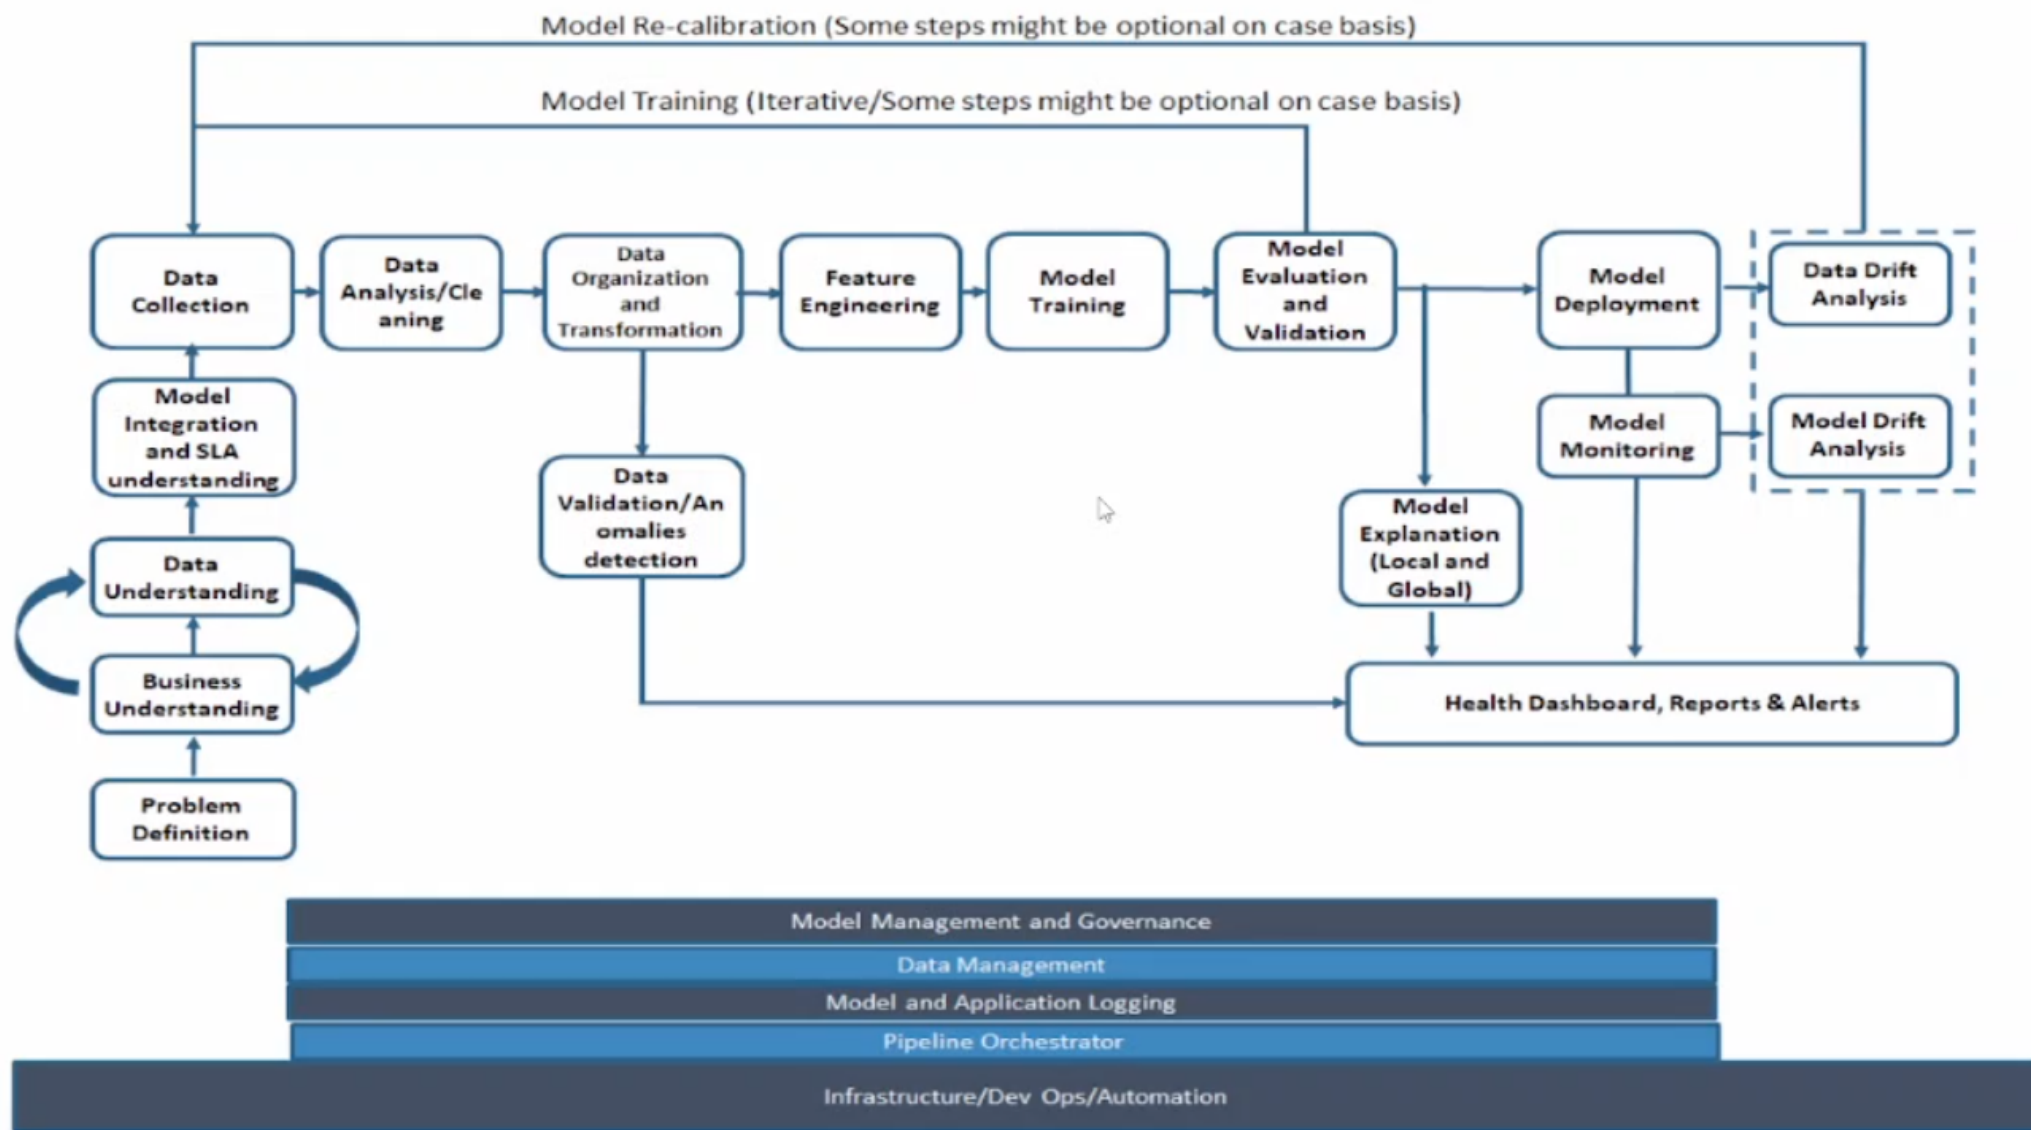 Model Re-calibration (Some steps might be optional on case basis)
Model Training (Iterative/Some steps might be optional on case basis)
Data
Collection
Data
Analysis/Cle
aning
Data
Organization
and
Transformation
Feature
Engineering
Model
Training
Model
Evaluation
and
Validation
Model
Deployment
Data Drift
Analysis
Model
Integration
and SLA
understanding
Data
Validation/An
omalies
detection
Model
Explanation
(Local and
Global)
Model
Monitoring
Model Drift
Analysis
Data
Understanding
Business
Understanding
Health Dashboard, Reports & Alerts
Problem
Definition
Model Management and Governance
Data Management
Model and Application Logging
Pipeline Orchestrator
Infrastructure/Dev Ops/Automation